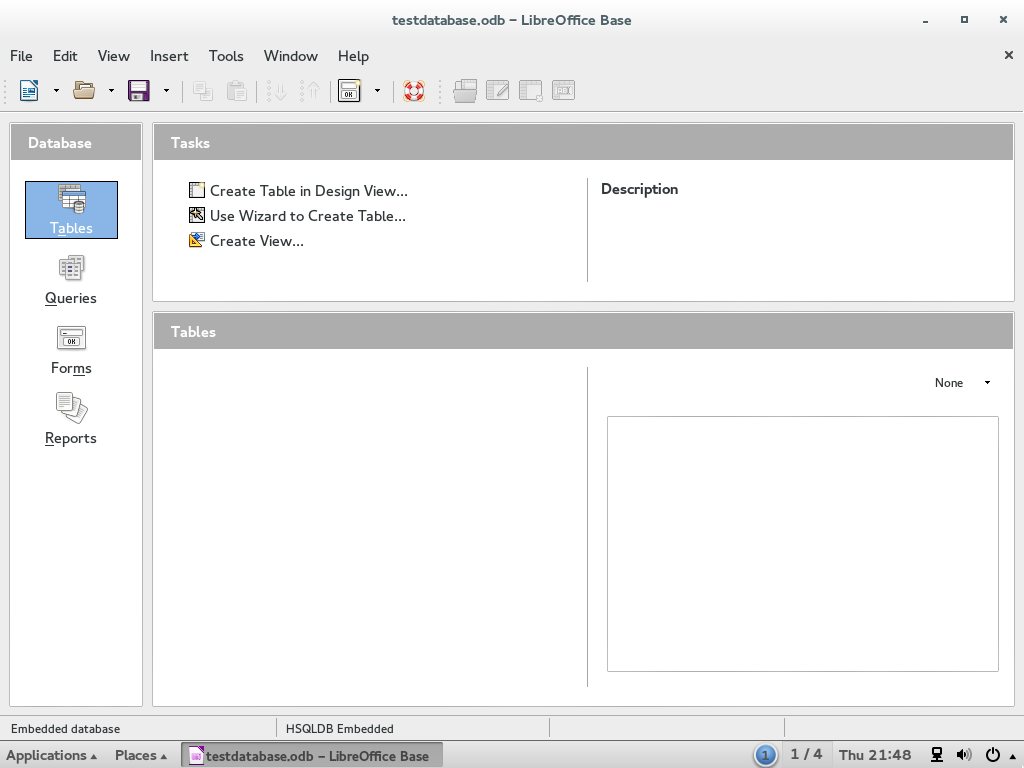 testdatabase.odb – LibreOffice Base
File Edit View Insert Tools Window Help
Database
Tables
Queries
Forms
Reports
Tasks
Create Table in Design View...
Use Wizard to Create Table...
Create View...
Description
Tables
None
Embedded database HSQLDB Embedded
Applications Places testdatabase.odb – LibreOffice Base 1 1 / 4 Thu 21:48